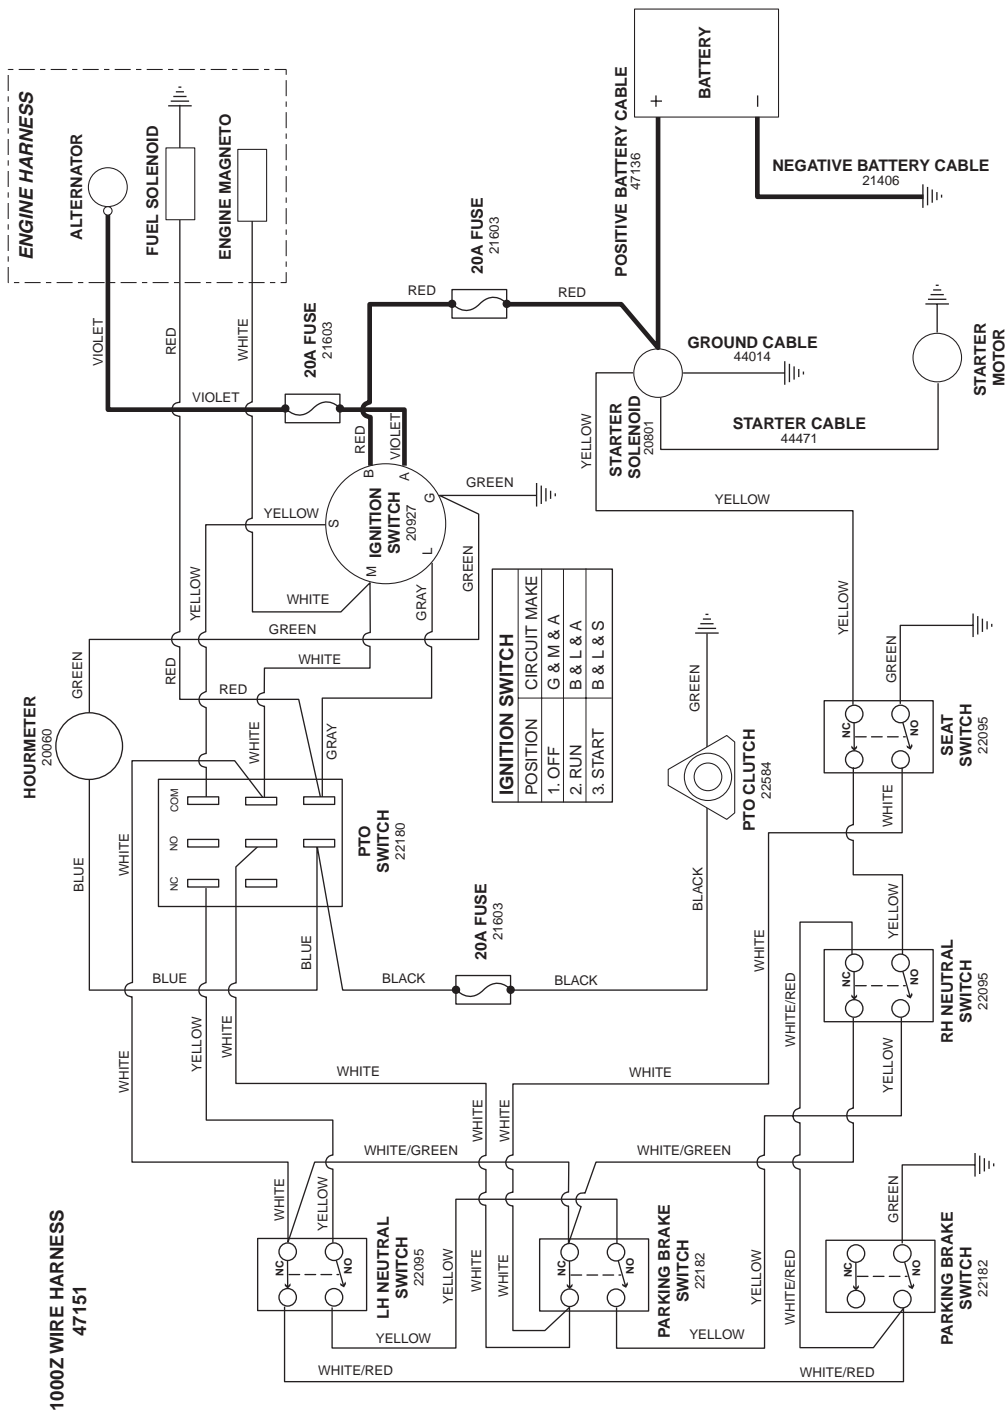 1000Z WIRE HARNESS
47151
ENGINE HARNESS
ALTERNATOR
FUEL SOLENOID
ENGINE MAGNETO
VIOLET
RED
WHITE
VIOLET
20A FUSE
21603
20A FUSE
21603
RED
RED
POSITIVE BATTERY CABLE
47136
+
BATTERY
−
NEGATIVE BATTERY CABLE
21406
GROUND CABLE
44014
STARTER
SOLENOID
20801
STARTER CABLE
44471
STARTER
MOTOR
YELLOW
YELLOW
YELLOW
RED
VIOLET
B
A
G
L
M
S
IGNITION
SWITCH
20927
GREEN
GREEN
YELLOW
YELLOW
WHITE
GRAY
GREEN
WHITE
GREEN
RED
RED
WHITE
GRAY
HOURMETER
20060
BLUE
BLUE
BLUE
WHITE
COM
NO
NC
PTO
SWITCH
22180
IGNITION SWITCH
POSITION CIRCUIT MAKE
1. OFF G & M & A
2. RUN B & L & A
3. START B & L & S
GREEN
PTO CLUTCH
22584
BLACK
20A FUSE
21603
BLACK
BLACK
GREEN
NC
NO
SEAT
SWITCH
22095
WHITE
YELLOW
WHITE
NC
NO
RH NEUTRAL
SWITCH
22095
WHITE/RED
YELLOW
WHITE
YELLOW
WHITE
WHITE
WHITE
WHITE
WHITE
WHITE/GREEN
WHITE/GREEN
WHITE
YELLOW
NC
NO
LH NEUTRAL
SWITCH
22095
YELLOW
WHITE
WHITE
NC
NO
PARKING BRAKE
SWITCH
22182
YELLOW
WHITE/RED
GREEN
NC
NO
PARKING BRAKE
SWITCH
22182
YELLOW
YELLOW
WHITE/RED
WHITE/RED